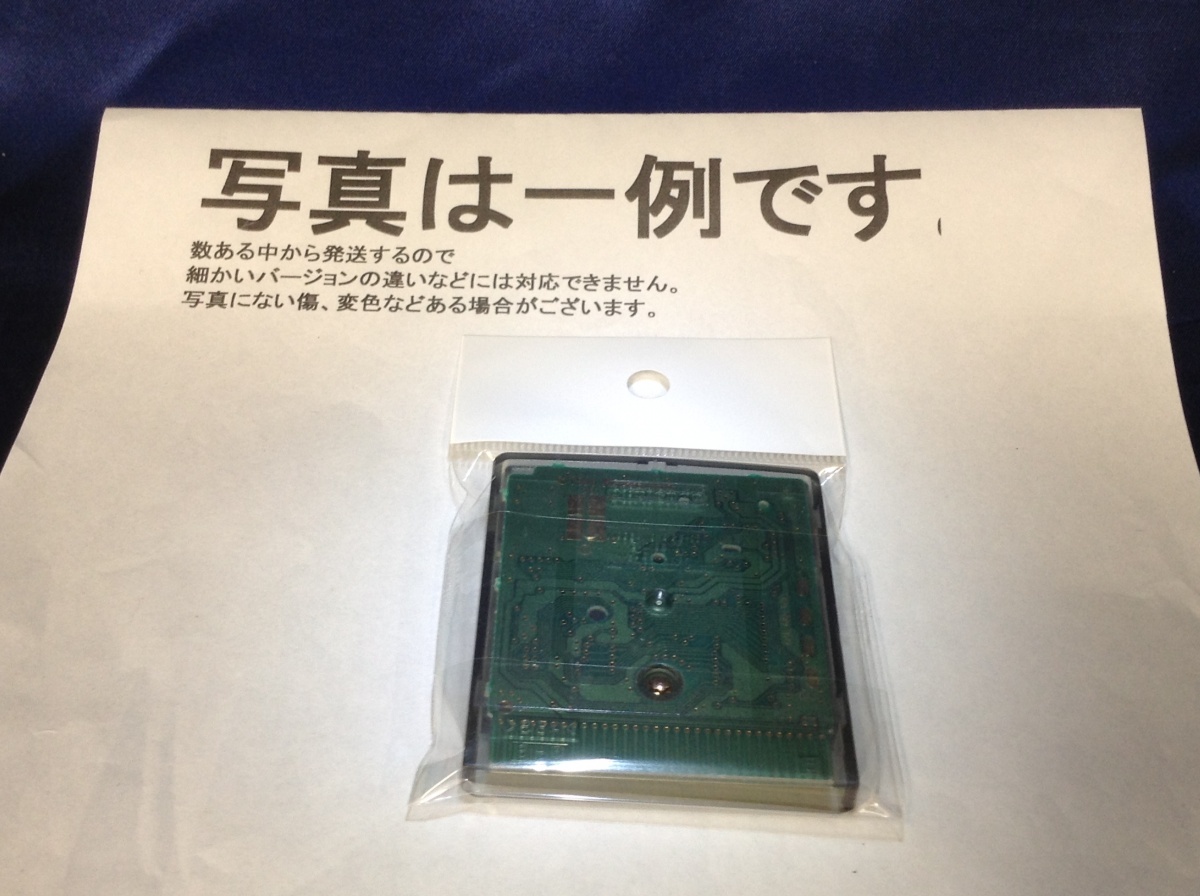 写真は一例です。
数ある中から発送するので
細かいバージョンの違いなどには対応できません。
写真にない傷、変色などある場合がございます。